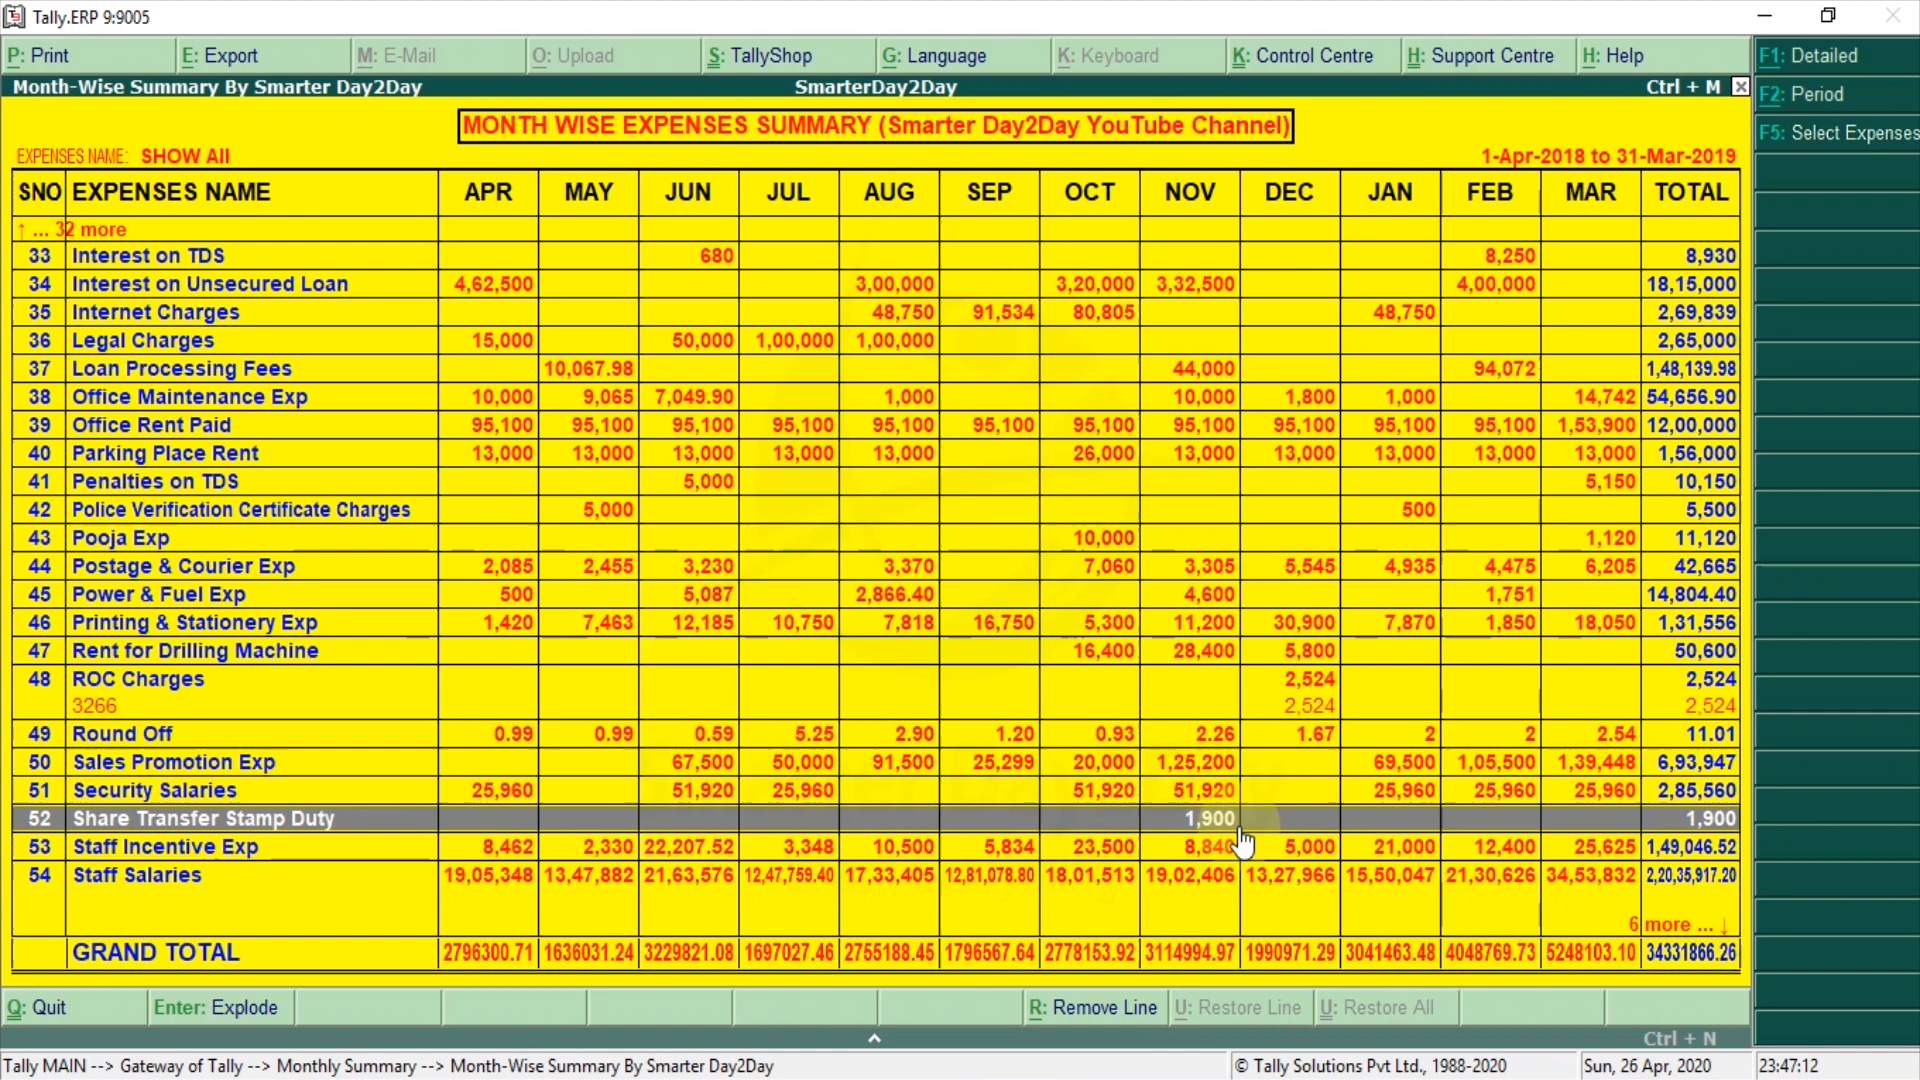 Tally.ERP 9:9005
P: Print E: Export M: E-Mail O: Upload S: TallyShop G: Language K: Keyboard K: Control Centre H: Support Centre H: Help F1: Detailed
Month-Wise Summary By Smarter Day2Day SmarterDay2Day Ctrl + M
F2: Period
MONTH WISE EXPENSES SUMMARY (Smarter Day2Day YouTube Channel)
F5: Select Expenses
EXPENSES NAME: SHOW All 1-Apr-2018 to 31-Mar-2019
SNO EXPENSES NAME APR MAY JUN JUL AUG SEP OCT NOV DEC JAN FEB MAR TOTAL
↑ ... 32 more
33 Interest on TDS 680 8,250 8,930
34 Interest on Unsecured Loan 4,62,500 3,00,000 3,20,000 3,32,500 4,00,000 18,15,000
35 Internet Charges 48,750 91,534 80,805 48,750 2,69,839
36 Legal Charges 15,000 50,000 1,00,000 1,00,000 2,65,000
37 Loan Processing Fees 10,067.98 44,000 94,072 1,48,139.98
38 Office Maintenance Exp 10,000 9,065 7,049.90 1,000 10,000 1,800 1,000 14,742 54,656.90
39 Office Rent Paid 95,100 95,100 95,100 95,100 95,100 95,100 95,100 95,100 95,100 95,100 95,100 1,53,900 12,00,000
40 Parking Place Rent 13,000 13,000 13,000 13,000 13,000 26,000 13,000 13,000 13,000 13,000 13,000 1,56,000
41 Penalties on TDS 5,000 5,150 10,150
42 Police Verification Certificate Charges 5,000 500 5,500
43 Pooja Exp 10,000 1,120 11,120
44 Postage & Courier Exp 2,085 2,455 3,230 3,370 7,060 3,305 5,545 4,935 4,475 6,205 42,665
45 Power & Fuel Exp 500 5,087 2,866.40 4,600 1,751 14,804.40
46 Printing & Stationery Exp 1,420 7,463 12,185 10,750 7,818 16,750 5,300 11,200 30,900 7,870 1,850 18,050 1,31,556
47 Rent for Drilling Machine 16,400 28,400 5,800 50,600
48 ROC Charges 2,524 2,524
3266 2,524 2,524
49 Round Off 0.99 0.99 0.59 5.25 2.90 1.20 0.93 2.26 1.67 2 2 2.54 11.01
50 Sales Promotion Exp 67,500 50,000 91,500 25,299 20,000 1,25,200 69,500 1,05,500 1,39,448 6,93,947
51 Security Salaries 25,960 51,920 25,960 51,920 51,920 25,960 25,960 25,960 2,85,560
52 Share Transfer Stamp Duty 1,900 1,900
53 Staff Incentive Exp 8,462 2,330 22,207.52 3,348 10,500 5,834 23,500 8,840 5,000 21,000 12,400 25,625 1,49,046.52
54 Staff Salaries 19,05,348 13,47,882 21,63,576 12,47,759.40 17,33,405 12,81,078.80 18,01,513 19,02,406 13,27,966 15,50,047 21,30,626 34,53,832 2,20,35,917.20
6 more ... ↓
GRAND TOTAL 2796300.71 1636031.24 3229821.08 1697027.46 2755188.45 1796567.64 2778153.92 3114994.97 1990971.29 3041463.48 4048769.73 5248103.10 34331866.26
Q: Quit Enter: Explode R: Remove Line U: Restore Line U: Restore All
Ctrl + N
Tally MAIN --> Gateway of Tally --> Monthly Summary --> Month-Wise Summary By Smarter Day2Day © Tally Solutions Pvt Ltd., 1988-2020 Sun, 26 Apr, 2020 23:47:12